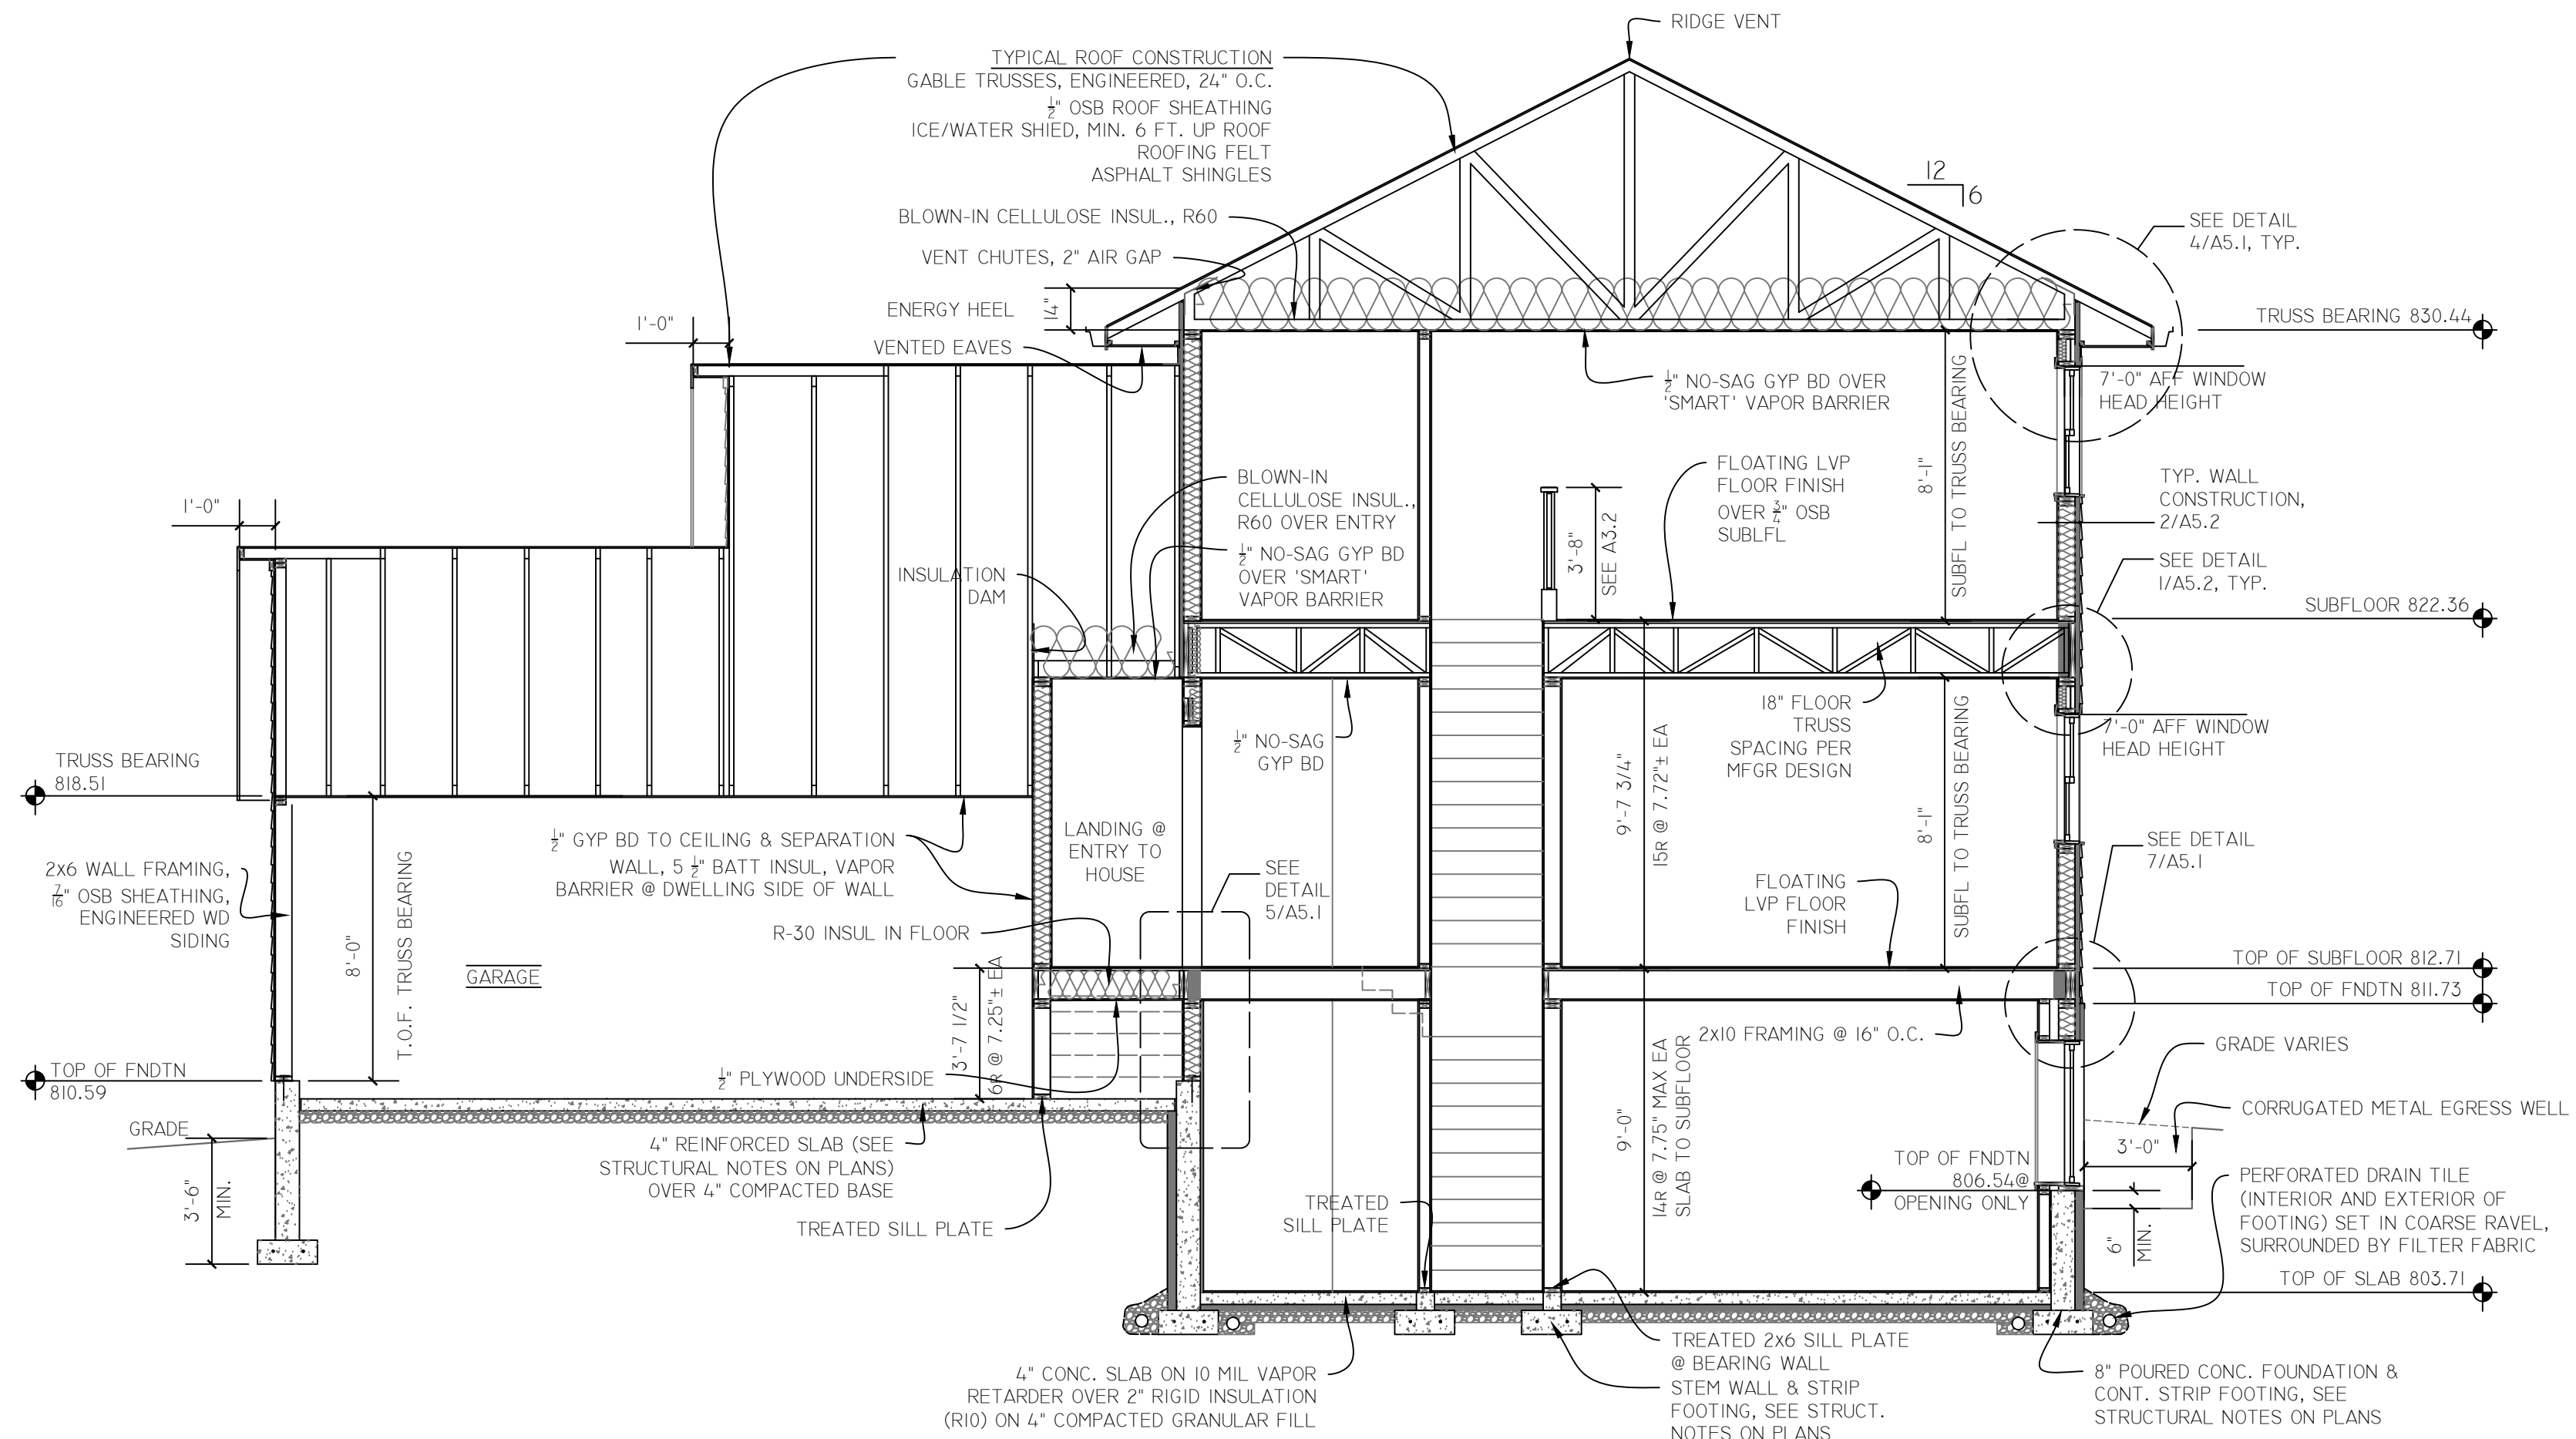 RIDGE VENT
TYPICAL ROOF CONSTRUCTION
GABLE TRUSSES, ENGINEERED, 24" O.C.
½" OSB ROOF SHEATHING
ICE/WATER SHIED, MIN. 6 FT. UP ROOF
ROOFING FELT
ASPHALT SHINGLES
12
6
BLOWN-IN CELLULOSE INSUL., R60
VENT CHUTES, 2" AIR GAP
14"
ENERGY HEEL
VENTED EAVES
1'-0"
SEE DETAIL
4/A5.1, TYP.
TRUSS BEARING 830.44
7'-0" AFF WINDOW
HEAD HEIGHT
½" NO-SAG GYP BD OVER
'SMART' VAPOR BARRIER
8'-1"
SUBFL TO TRUSS BEARING
FLOATING LVP
FLOOR FINISH
OVER ¾" OSB
SUBLFL
3'-8"
SEE A3.2
BLOWN-IN
CELLULOSE INSUL.,
R60 OVER ENTRY
½" NO-SAG GYP BD
OVER 'SMART'
VAPOR BARRIER
INSULATION
DAM
1'-0"
TYP. WALL
CONSTRUCTION,
2/A5.2
SEE DETAIL
1/A5.2, TYP.
SUBFLOOR 822.36
18" FLOOR
TRUSS
SPACING PER
MFGR DESIGN
7'-0" AFF WINDOW
HEAD HEIGHT
½" NO-SAG
GYP BD
9'-7 3/4"
15R @ 7.72"± EA
8'-1"
SUBFL TO TRUSS BEARING
TRUSS BEARING
818.51
2x6 WALL FRAMING,
7/16" OSB SHEATHING,
ENGINEERED WD
SIDING
8'-0"
T.O.F. TRUSS BEARING
GARAGE
½" GYP BD TO CEILING & SEPARATION
WALL, 5 ½" BATT INSUL, VAPOR
BARRIER @ DWELLING SIDE OF WALL
R-30 INSUL IN FLOOR
LANDING @
ENTRY TO
HOUSE
SEE
DETAIL
5/A5.1
FLOATING
LVP FLOOR
FINISH
SEE DETAIL
7/A5.1
TOP OF SUBFLOOR 812.71
TOP OF FNDTN 811.73
2x10 FRAMING @ 16" O.C.
GRADE VARIES
CORRUGATED METAL EGRESS WELL
3'-0"
3'-7 1/2"
6R @ 7.25"± EA
½" PLYWOOD UNDERSIDE
TOP OF FNDTN
810.59
GRADE
3'-6"
MIN.
4" REINFORCED SLAB (SEE
STRUCTURAL NOTES ON PLANS)
OVER 4" COMPACTED BASE
TREATED SILL PLATE
TREATED
SILL PLATE
9'-0"
14R @ 7.75" MAX EA
SLAB TO SUBFLOOR
TOP OF FNDTN
806.54@
OPENING ONLY
6"
MIN.
PERFORATED DRAIN TILE
(INTERIOR AND EXTERIOR OF
FOOTING) SET IN COARSE RAVEL,
SURROUNDED BY FILTER FABRIC
TOP OF SLAB 803.71
4" CONC. SLAB ON 10 MIL VAPOR
RETARDER OVER 2" RIGID INSULATION
(R10) ON 4" COMPACTED GRANULAR FILL
TREATED 2x6 SILL PLATE
@ BEARING WALL
STEM WALL & STRIP
FOOTING, SEE STRUCT.
NOTES ON PLANS
8" POURED CONC. FOUNDATION &
CONT. STRIP FOOTING, SEE
STRUCTURAL NOTES ON PLANS